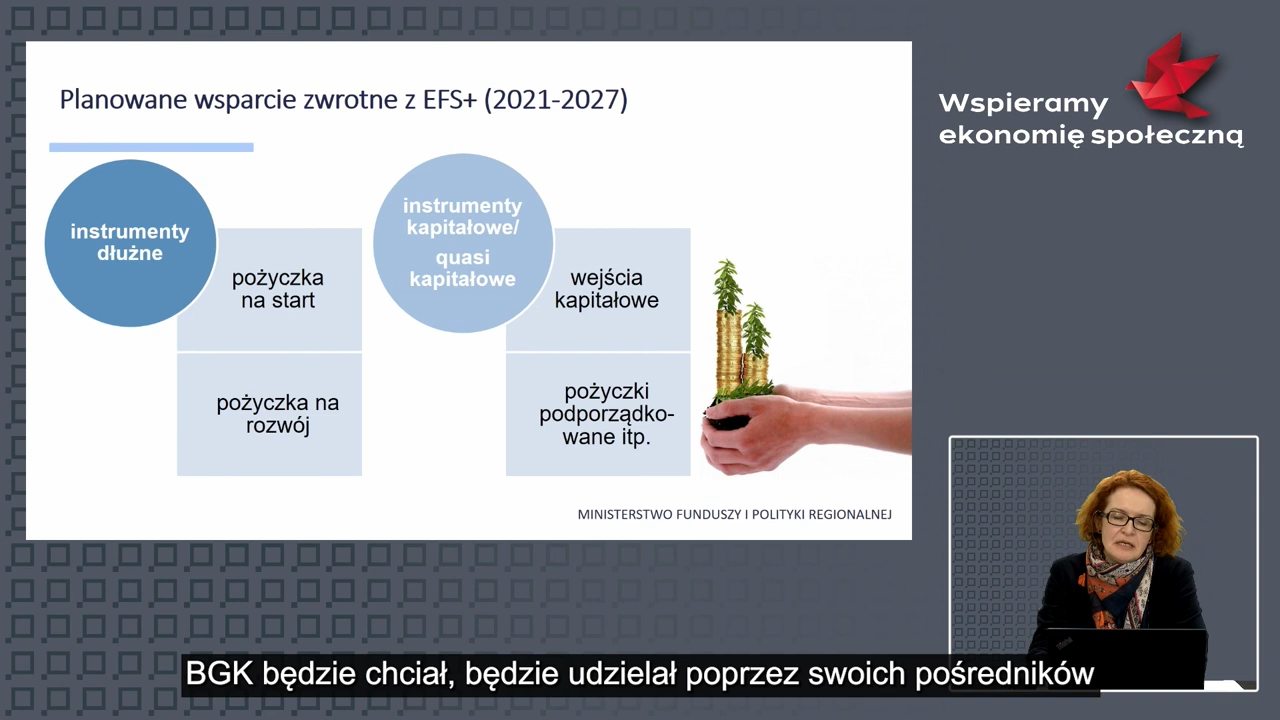 Planowane wsparcie zwrotne z EFS+ (2021-2027)
Wspieramy
ekonomię społeczną
instrumenty
dłużne
pożyczka
na start
pożyczka na
rozwój
instrumenty
kapitałowe/
quasi
kapitałowe
wejścia
kapitałowe
pożyczki
podporządko-
wane itp.
MINISTERSTWO FUNDUSZY I POLITYKI REGIONALNEJ
BGK będzie chciał, będzie udzielał poprzez swoich pośredników